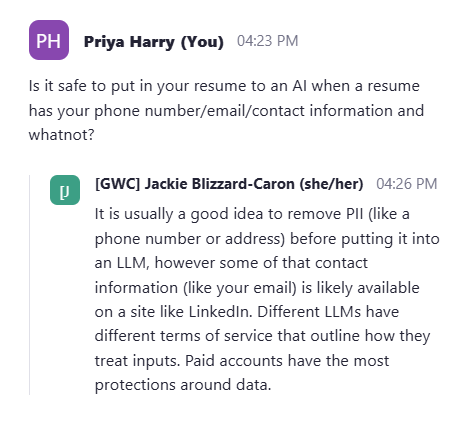 PH Priya Harry (You) 04:23 PM
Is it safe to put in your resume to an AI when a resume
has your phone number/email/contact information and
whatnot?
[GWC] Jackie Blizzard-Caron (she/her) 04:26 PM
It is usually a good idea to remove PII (like a
phone number or address) before putting it into
an LLM, however some of that contact
information (like your email) is likely available
on a site like LinkedIn. Different LLMs have
different terms of service that outline how they
treat inputs. Paid accounts have the most
protections around data.